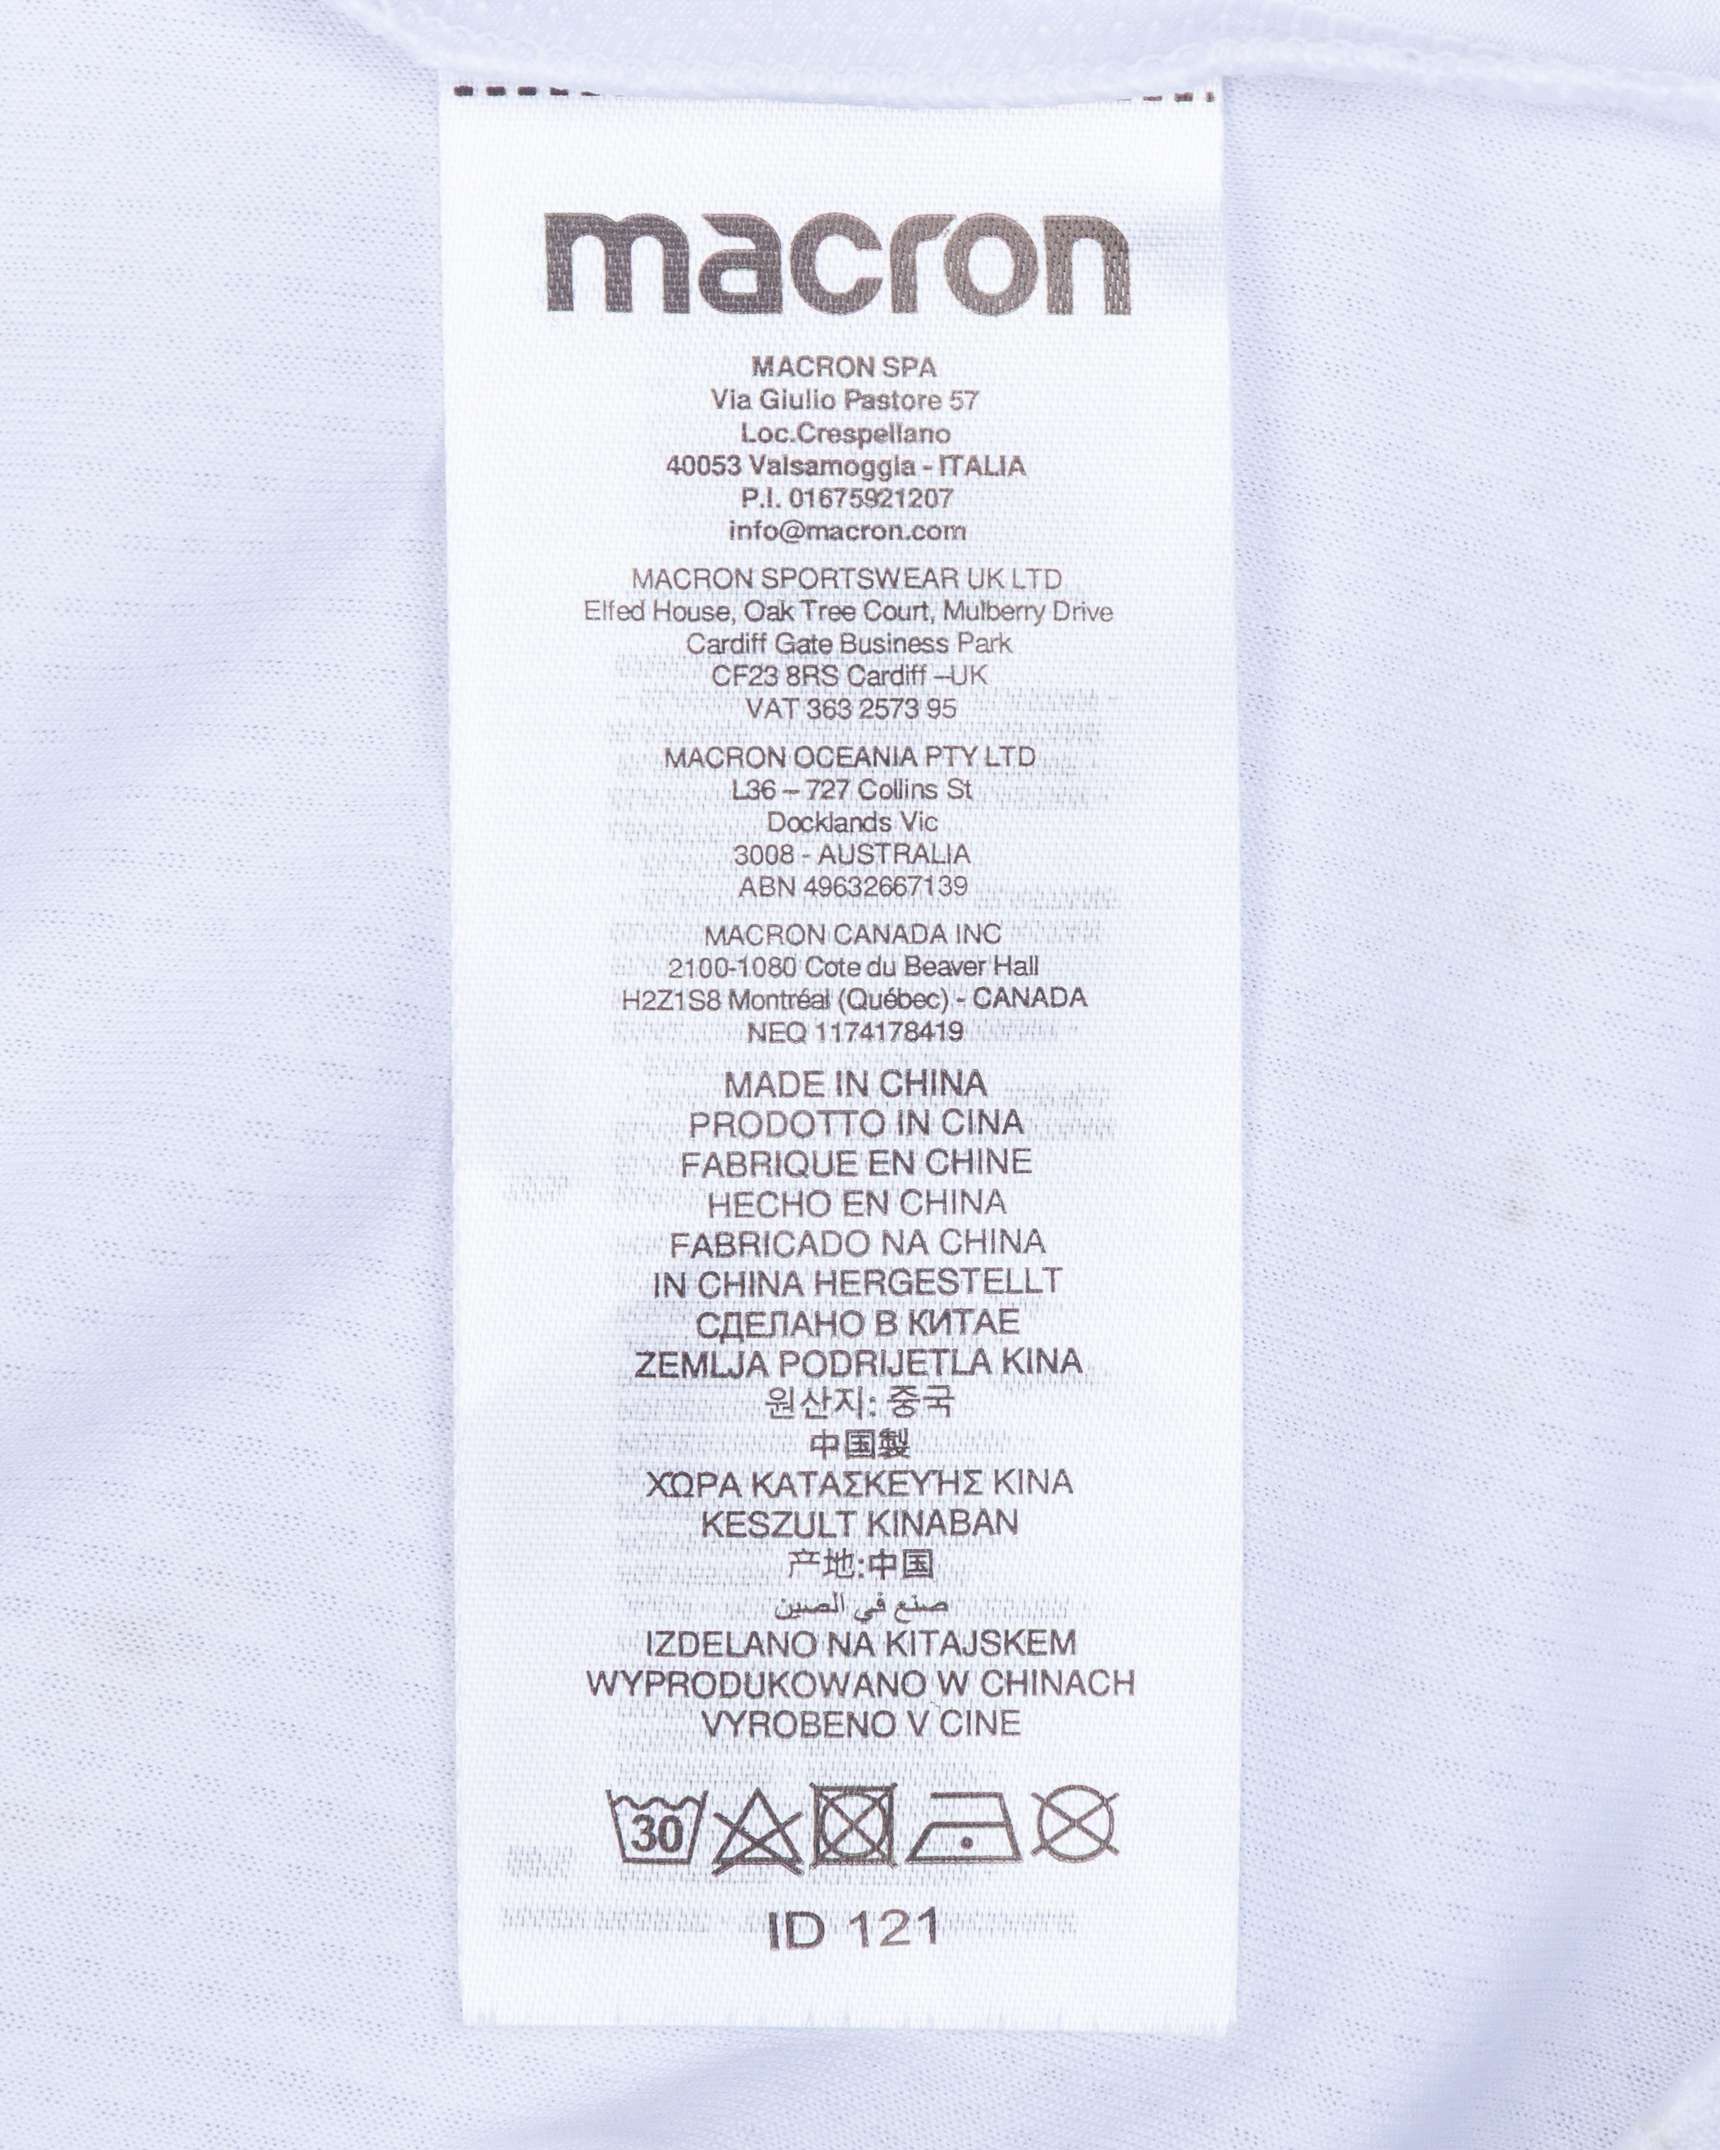 macron
MACRON SPA
Via Giulio Pastore 57
Loc.Crespellano
40053 Valsamoggia - ITALIA
P.I. 01675921207
info@macron.com
MACRON SPORTSWEAR UK LTD
Elfed House, Oak Tree Court, Mulberry Drive
Cardiff Gate Business Park
CF23 8RS Cardiff –UK
VAT 363 2573 95
MACRON OCEANIA PTY LTD
L36 – 727 Collins St
Docklands Vic
3008 - AUSTRALIA
ABN 49632667139
MACRON CANADA INC
2100-1080 Cote du Beaver Hall
H2Z1S8 Montréal (Québec) - CANADA
NEQ 1174178419
MADE IN CHINA
PRODOTTO IN CINA
FABRIQUE EN CHINE
HECHO EN CHINA
FABRICADO NA CHINA
IN CHINA HERGESTELLT
СДЕЛАНО В КИТАЕ
ZEMLJA PODRIJETLA KINA
원산지: 중국
中国製
ΧΏΡΑ ΚΑΤΑΣΚΕΥΉΣ ΚΙΝΑ
KESZULT KINABAN
产地:中国
صنع في الصين
IZDELANO NA KITAJSKEM
WYPRODUKOWANO W CHINACH
VYROBENO V CINE
30
ID 121